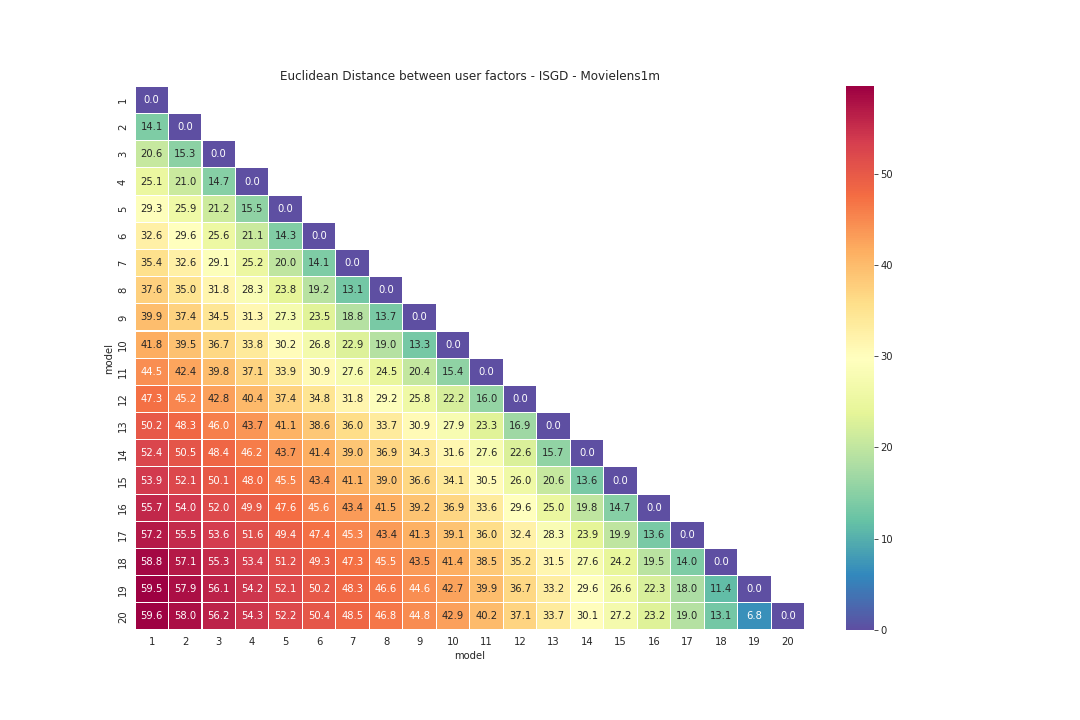 Euclidean Distance between user factors - ISGD - Movielens1m
1 0.0
2 14.1 0.0
3 20.6 15.3 0.0
4 25.1 21.0 14.7 0.0
5 29.3 25.9 21.2 15.5 0.0
6 32.6 29.6 25.6 21.1 14.3 0.0
7 35.4 32.6 29.1 25.2 20.0 14.1 0.0
8 37.6 35.0 31.8 28.3 23.8 19.2 13.1 0.0
9 39.9 37.4 34.5 31.3 27.3 23.5 18.8 13.7 0.0
10 41.8 39.5 36.7 33.8 30.2 26.8 22.9 19.0 13.3 0.0
11 44.5 42.4 39.8 37.1 33.9 30.9 27.6 24.5 20.4 15.4 0.0
12 47.3 45.2 42.8 40.4 37.4 34.8 31.8 29.2 25.8 22.2 16.0 0.0
13 50.2 48.3 46.0 43.7 41.1 38.6 36.0 33.7 30.9 27.9 23.3 16.9 0.0
14 52.4 50.5 48.4 46.2 43.7 41.4 39.0 36.9 34.3 31.6 27.6 22.6 15.7 0.0
15 53.9 52.1 50.1 48.0 45.5 43.4 41.1 39.0 36.6 34.1 30.5 26.0 20.6 13.6 0.0
16 55.7 54.0 52.0 49.9 47.6 45.6 43.4 41.5 39.2 36.9 33.6 29.6 25.0 19.8 14.7 0.0
17 57.2 55.5 53.6 51.6 49.4 47.4 45.3 43.4 41.3 39.1 36.0 32.4 28.3 23.9 19.9 13.6 0.0
18 58.8 57.1 55.3 53.4 51.2 49.3 47.3 45.5 43.5 41.4 38.5 35.2 31.5 27.6 24.2 19.5 14.0 0.0
19 59.5 57.9 56.1 54.2 52.1 50.2 48.3 46.6 44.6 42.7 39.9 36.7 33.2 29.6 26.6 22.3 18.0 11.4 0.0
20 59.6 58.0 56.2 54.3 52.2 50.4 48.5 46.8 44.8 42.9 40.2 37.1 33.7 30.1 27.2 23.2 19.0 13.1 6.8 0.0
1 2 3 4 5 6 7 8 9 10 11 12 13 14 15 16 17 18 19 20
model
model
50
40
30
20
10
0